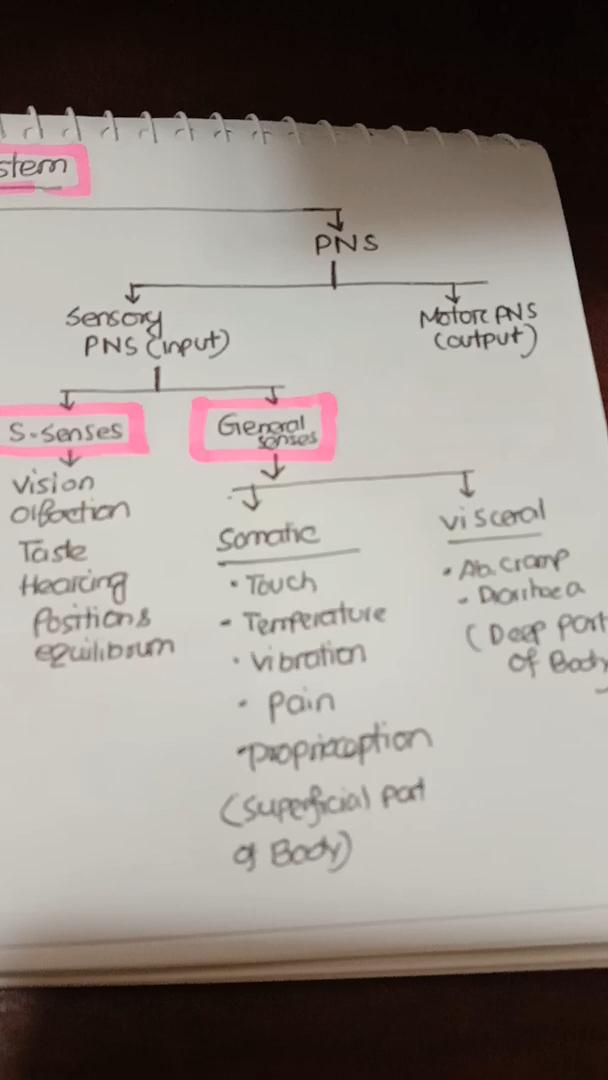 stem
PNS
Sensory
PNS (input)
Motor PNS
(output)
S-senses
General
senses
Vision
Olfaction
Taste
Hearing
Position &
equilibrium
Somatic
• Touch
- Temperature
• Vibration
• Pain
• Proprioception
(Superficial part
of Body)
visceral
• Ab. cramp
- Diarrhoea
(Deep part
of Body